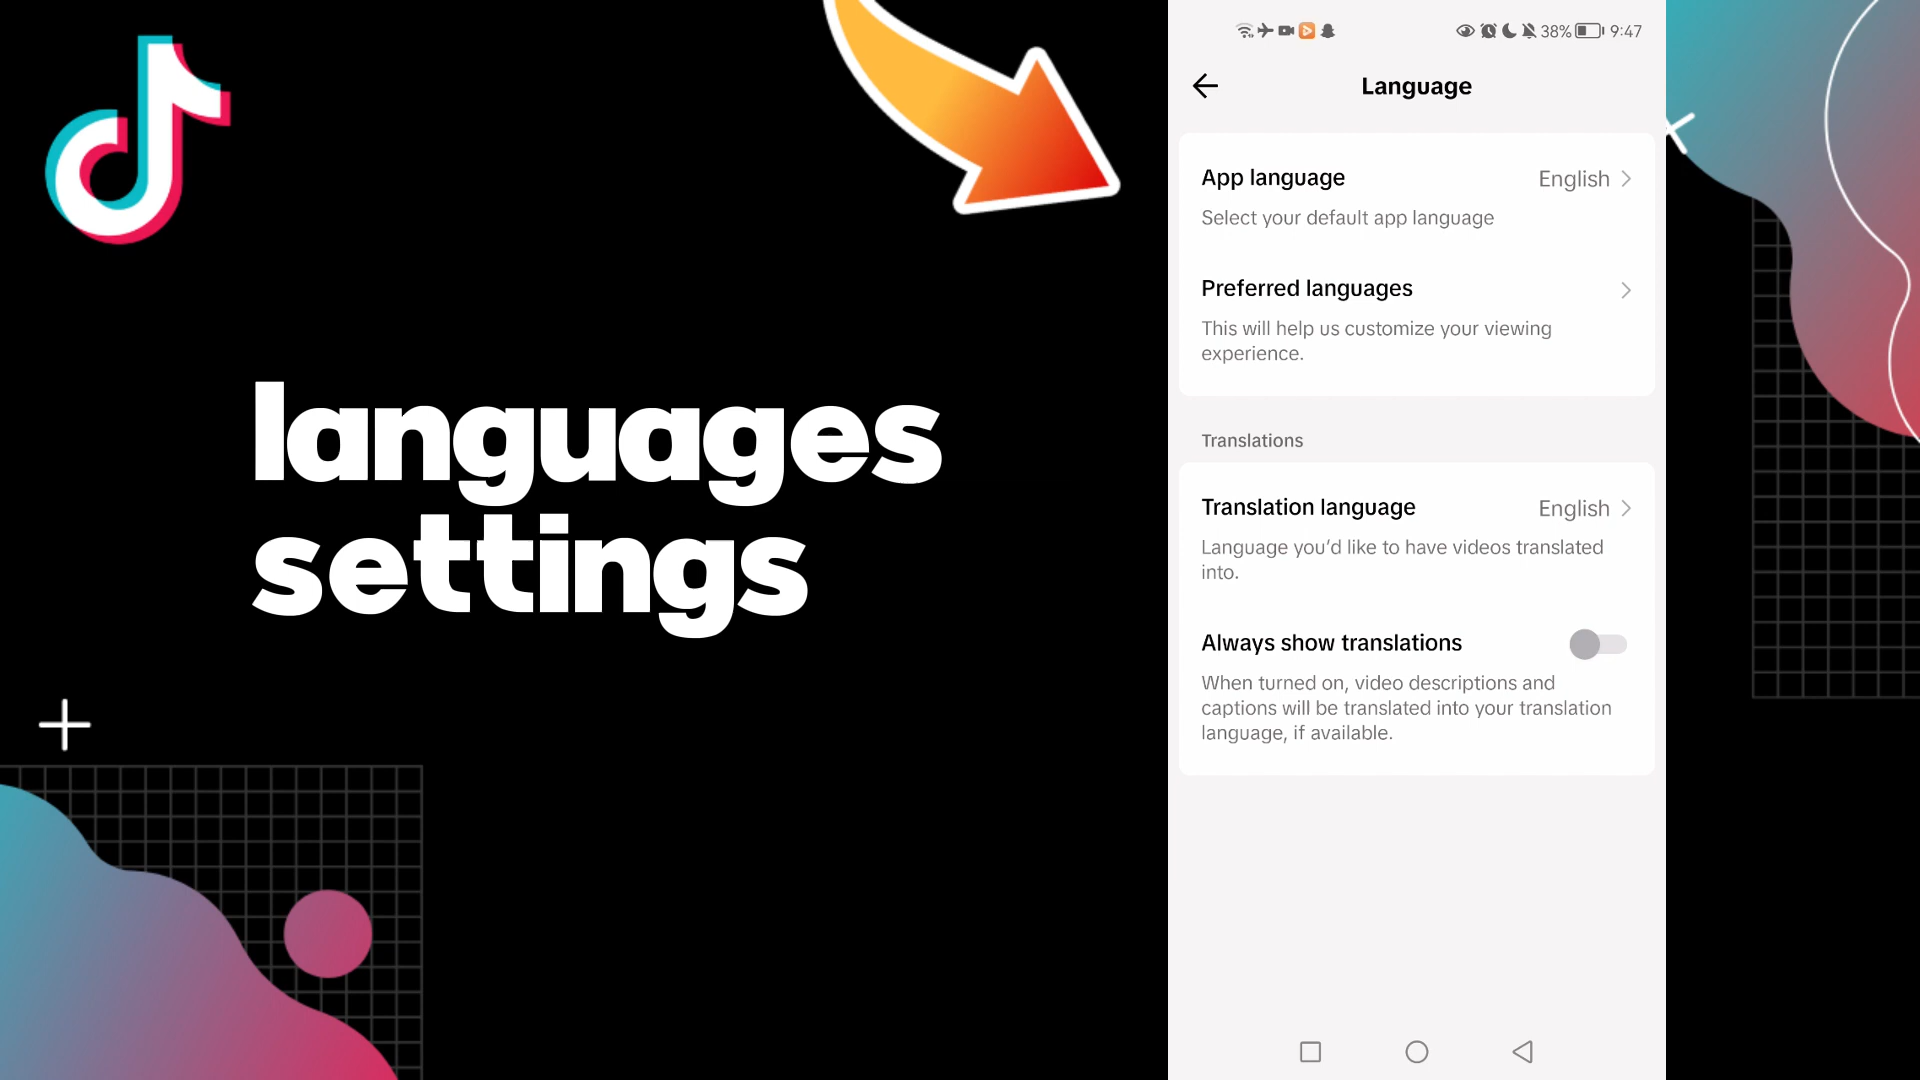 languages
settings
38% 9:47
Language
App language English
Select your default app language
Preferred languages
This will help us customize your viewing
experience.
Translations
Translation language English
Language you’d like to have videos translated
into.
Always show translations
When turned on, video descriptions and
captions will be translated into your translation
language, if available.